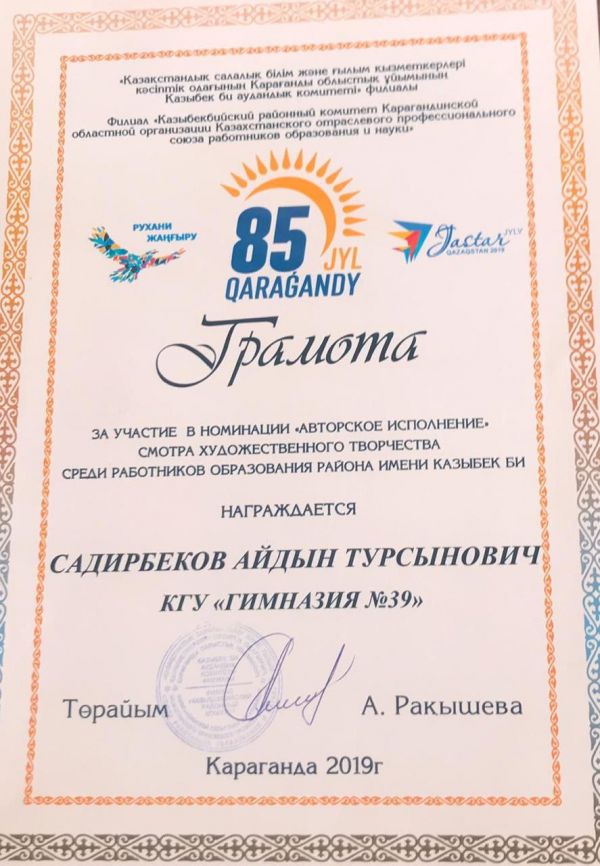 «Казақстандық салалық білім және ғылым қызметкерлері
кәсіптік одағының Қарағанды облыстық ұйымының
Казыбек би аудандық комитеті» филиалы
Филиал «Казыбекбийский районный комитет Карагандинской
областной организации Казахстанского отраслевого профессионального
союза работников образования и науки»
РУХАНИ
ЖАҢҒЫРУ
85
JYL
QARAǴANDY
Jastar JYLY
QAZAQSTAN 2019
Грамота
ЗА УЧАСТИЕ В НОМИНАЦИИ «АВТОРСКОЕ ИСПОЛНЕНИЕ»
СМОТРА ХУДОЖЕСТВЕННОГО ТВОРЧЕСТВА
СРЕДИ РАБОТНИКОВ ОБРАЗОВАНИЯ РАЙОНА ИМЕНИ КАЗЫБЕК БИ
НАГРАЖДАЕТСЯ
САДИРБЕКОВ АЙДЫН ТУРСЫНОВИЧ
КГУ «ГИМНАЗИЯ №39»
Төрайым А. Ракышева
Караганда 2019г